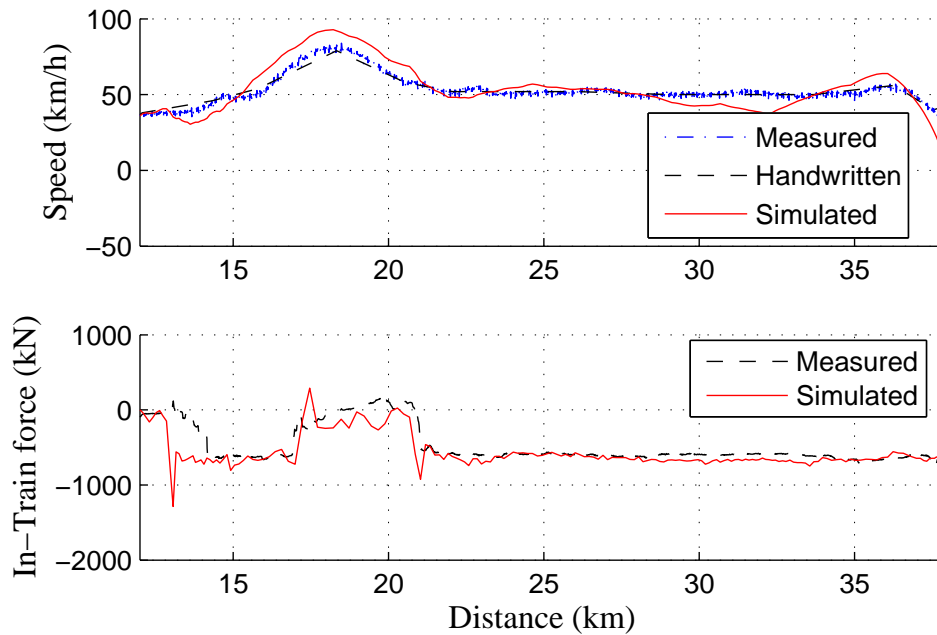 100
50
0
−50
Speed (km/h)
Measured
Handwritten
Simulated
15 20 25 30 35
1000
0
−1000
−2000
In−Train force (kN)
Measured
Simulated
15 20 25 30 35
Distance (km)